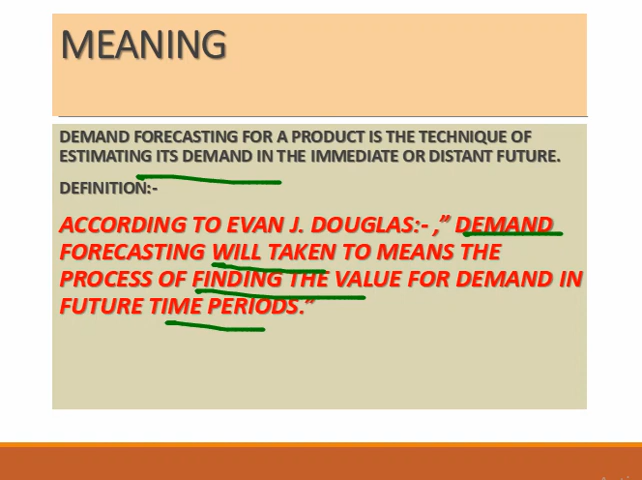 MEANING
DEMAND FORECASTING FOR A PRODUCT IS THE TECHNIQUE OF
ESTIMATING ITS DEMAND IN THE IMMEDIATE OR DISTANT FUTURE.
DEFINITION:-
ACCORDING TO EVAN J. DOUGLAS:- ,” DEMAND
FORECASTING WILL TAKEN TO MEANS THE
PROCESS OF FINDING THE VALUE FOR DEMAND IN
FUTURE TIME PERIODS.“